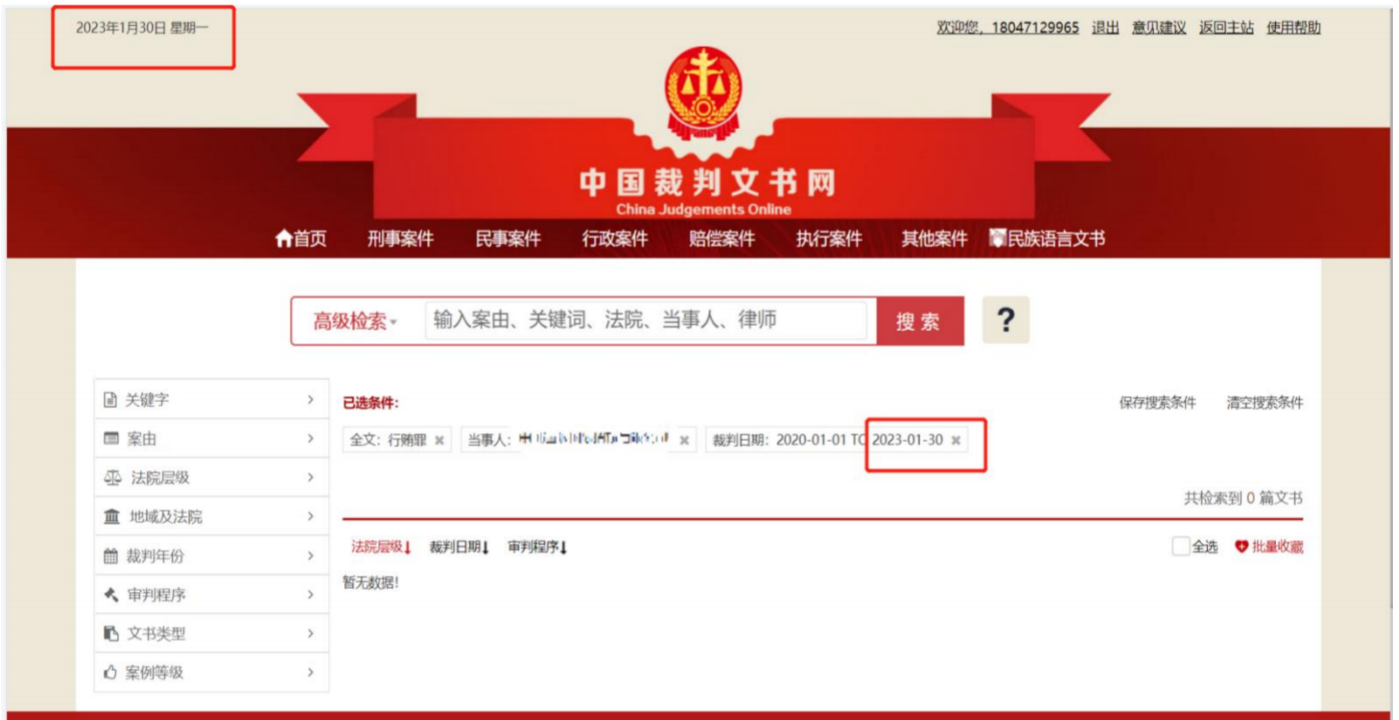 2023年1月30日 星期一
欢迎您，18047129965 退出 意见建议 返回主站 使用帮助
中国裁判文书网
China Judgements Online
首页 刑事案件 民事案件 行政案件 赔偿案件 执行案件 其他案件 民族语言文书
高级检索 输入案由、关键词、法院、当事人、律师 搜索 ?
关键字
案由
法院层级
地域及法院
裁判年份
审判程序
文书类型
案例等级
已选条件:
保存搜索条件 清空搜索条件
全文：行贿罪 × 当事人： × 裁判日期：2020-01-01 TO 2023-01-30 ×
共检索到 0 篇文书
法院层级 裁判日期 审判程序
全选 批量收藏
暂无数据!